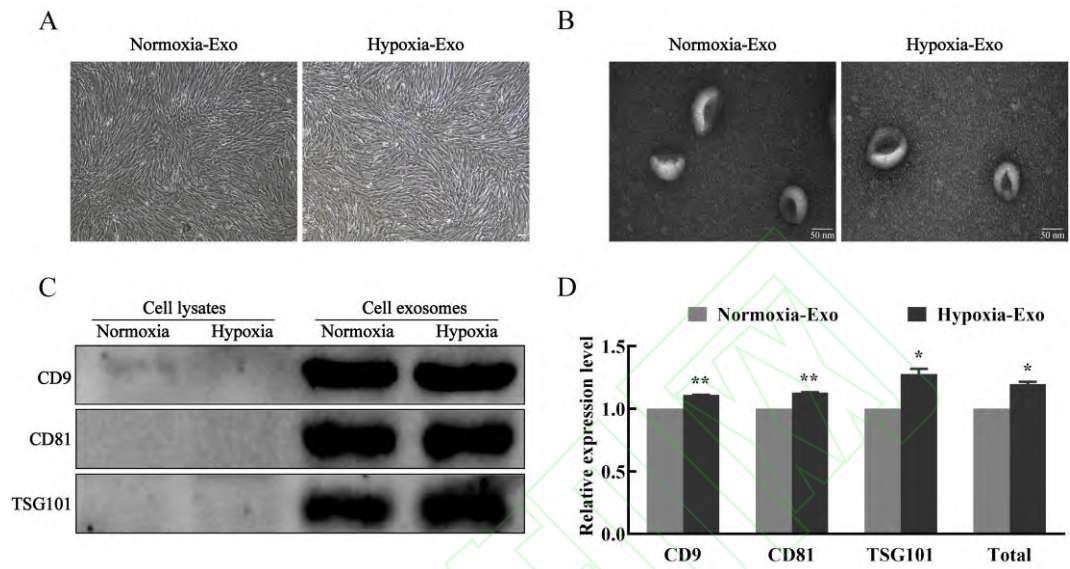 A
Normoxia-Exo Hypoxia-Exo
B
Normoxia-Exo Hypoxia-Exo
50 nm 50 nm
C
Cell lysates Cell exosomes
Normoxia Hypoxia Normoxia Hypoxia
CD9
CD81
TSG101
D
Normoxia-Exo Hypoxia-Exo
Relative expression level
1.5
1.0
0.5
0.0
** ** * *
CD9 CD81 TSG101 Total